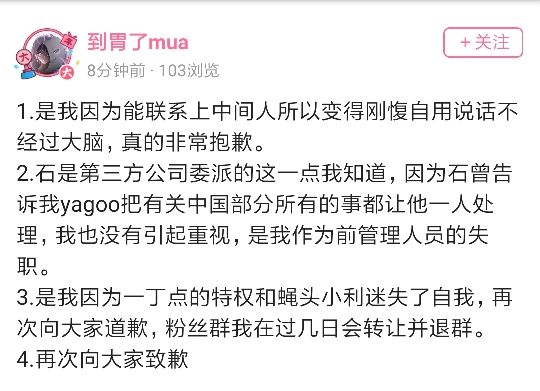 到胃了mua
+关注
8分钟前 · 103浏览
1.是我因为能联系上中间人所以变得刚愎自用说话不
经过大脑，真的非常抱歉。
2.石是第三方公司委派的这一点我知道，因为石曾告
诉我yagoo把有关中国部分所有的事都让他一人处
理，我也没有引起重视，是我作为前管理人员的失
职。
3.是我因为一丁点的特权和蝇头小利迷失了自我，再
次向大家道歉，粉丝群我在过几日会转让并退群。
4.再次向大家致歉